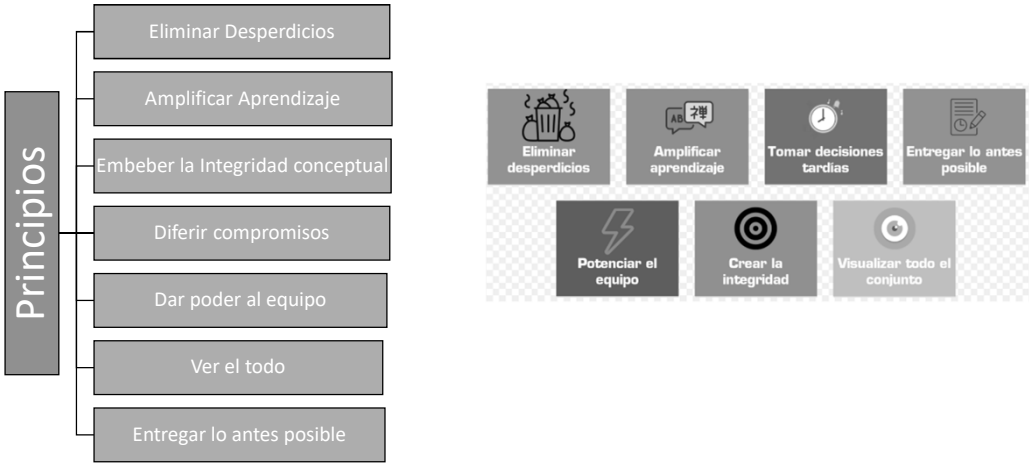 Principios
Eliminar Desperdicios
Amplificar Aprendizaje
Embeber la Integridad conceptual
Diferir compromisos
Dar poder al equipo
Ver el todo
Entregar lo antes posible
Eliminar
desperdicios
AB 禅
Amplificar
aprendizaje
Tomar decisiones
tardías
Entregar lo antes
posible
Potenciar el
equipo
Crear la
integridad
Visualizar todo el
conjunto